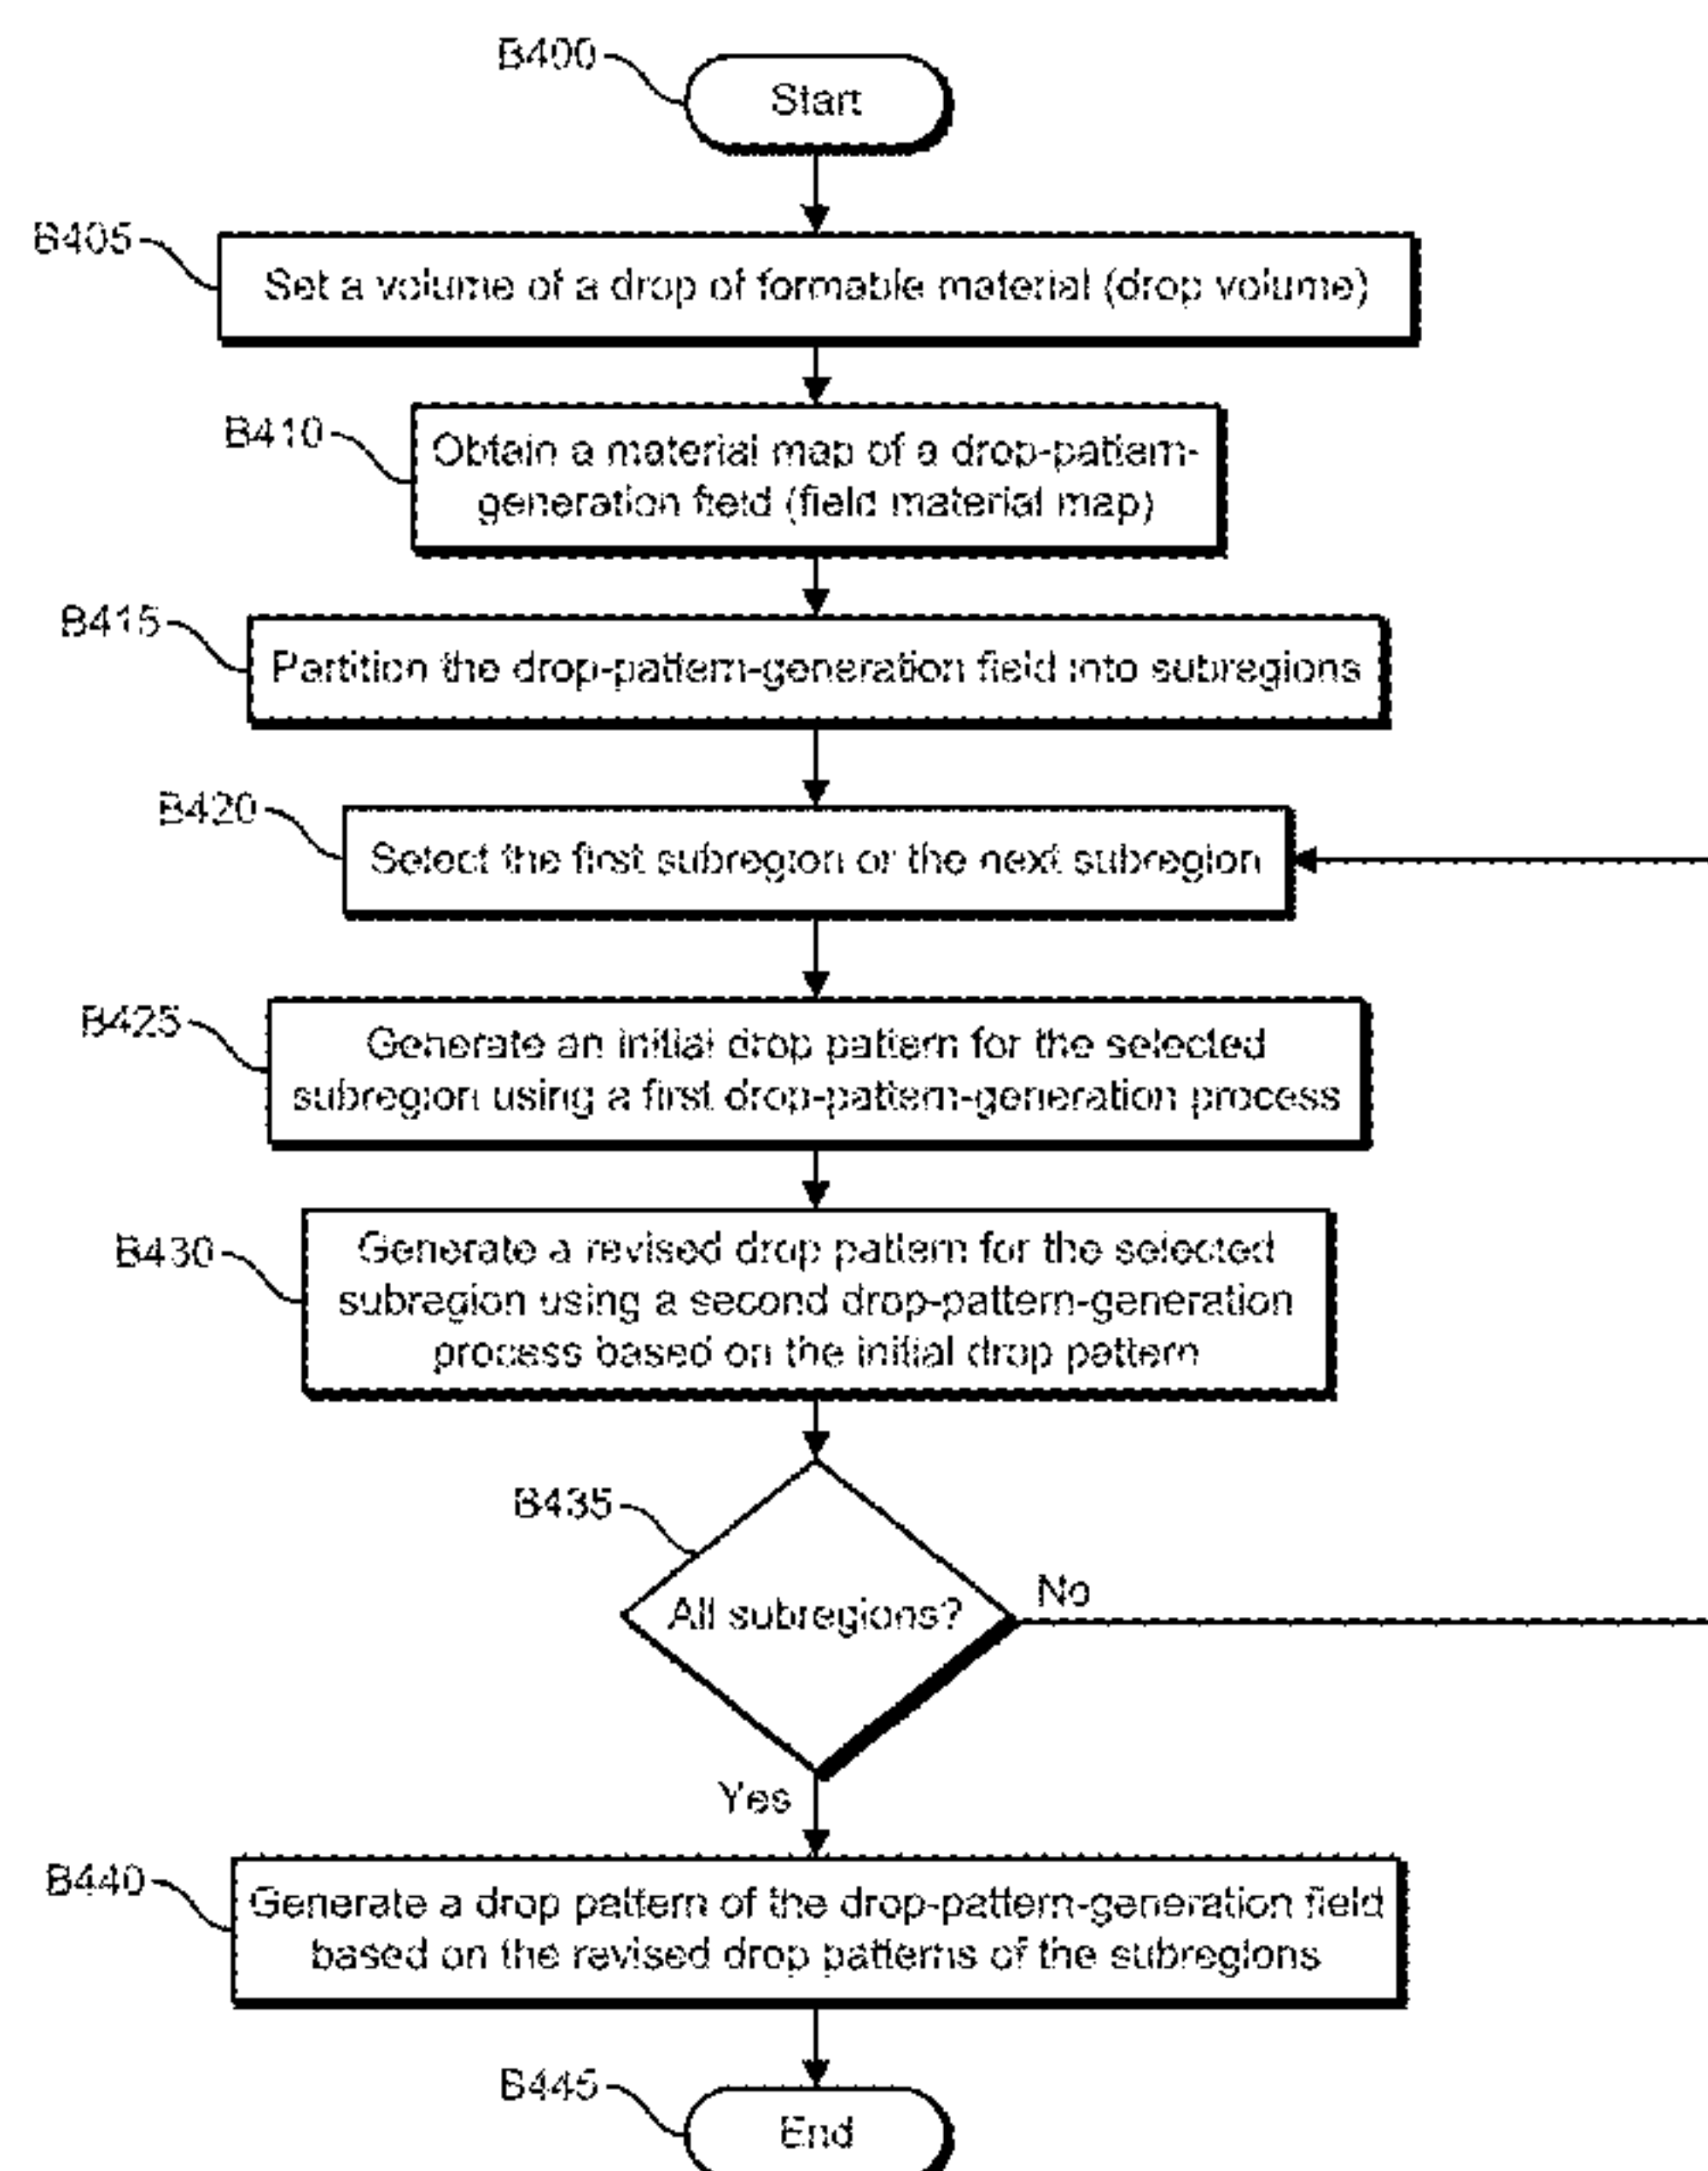 B400
Start
B405
Set a volume of a drop of formable material (drop volume)
B410
Obtain a material map of a drop-pattern-
generation field (field material map)
B415
Partition the drop-pattern-generation field into subregions
B420
Select the first subregion or the next subregion
B425
Generate an initial drop pattern for the selected
subregion using a first drop-pattern-generation process
B430
Generate a revised drop pattern for the selected
subregion using a second drop-pattern-generation
process based on the initial drop pattern
B435
All subregions?
No
Yes
B440
Generate a drop pattern of the drop-pattern-generation field
based on the revised drop patterns of the subregions
B445
End